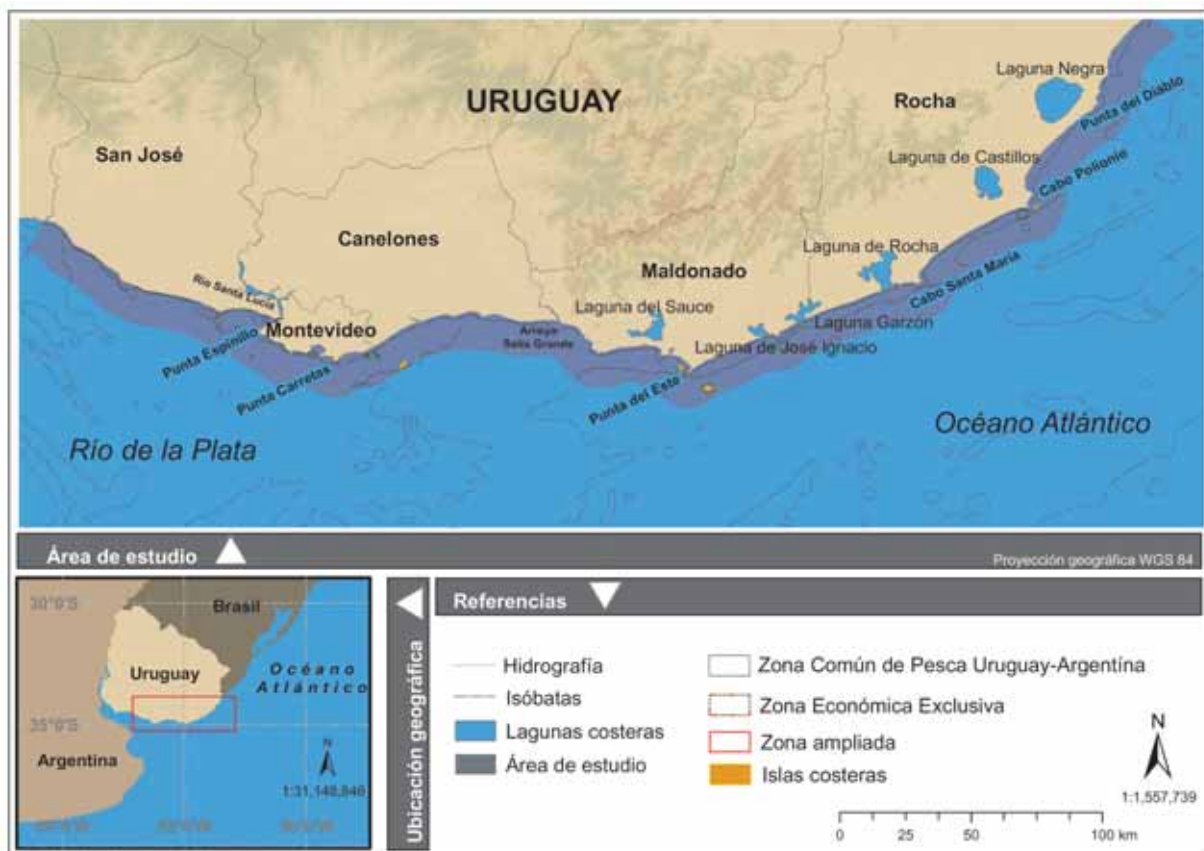 URUGUAY
San José
Canelones
Montevideo
Maldonado
Rocha
Laguna Negra
Punta del Diablo
Laguna de Castillos
Cabo Polionie
Laguna de Rocha
Cabo Santa María
Laguna Garzón
Laguna de José Ignacio
Laguna del Sauce
Río Santa Lucía
Punta Espinillo
Punta Carretas
Arroyo
Solís Grande
Punta del Este
Río de la Plata
Océano Atlántico
Área de estudio
Proyección geográfica WGS 84
30°0'S
35°0'S
Brasil
Uruguay
Argentina
Océano
Atlántico
N
1:31,148,846
Ubicación geográfica
Referencias
Hidrografía
Isóbatas
Lagunas costeras
Área de estudio
Zona Común de Pesca Uruguay-Argentína
Zona Económica Exclusiva
Zona ampliada
Islas costeras
N
1:1,557,739
0 25 50 100 km